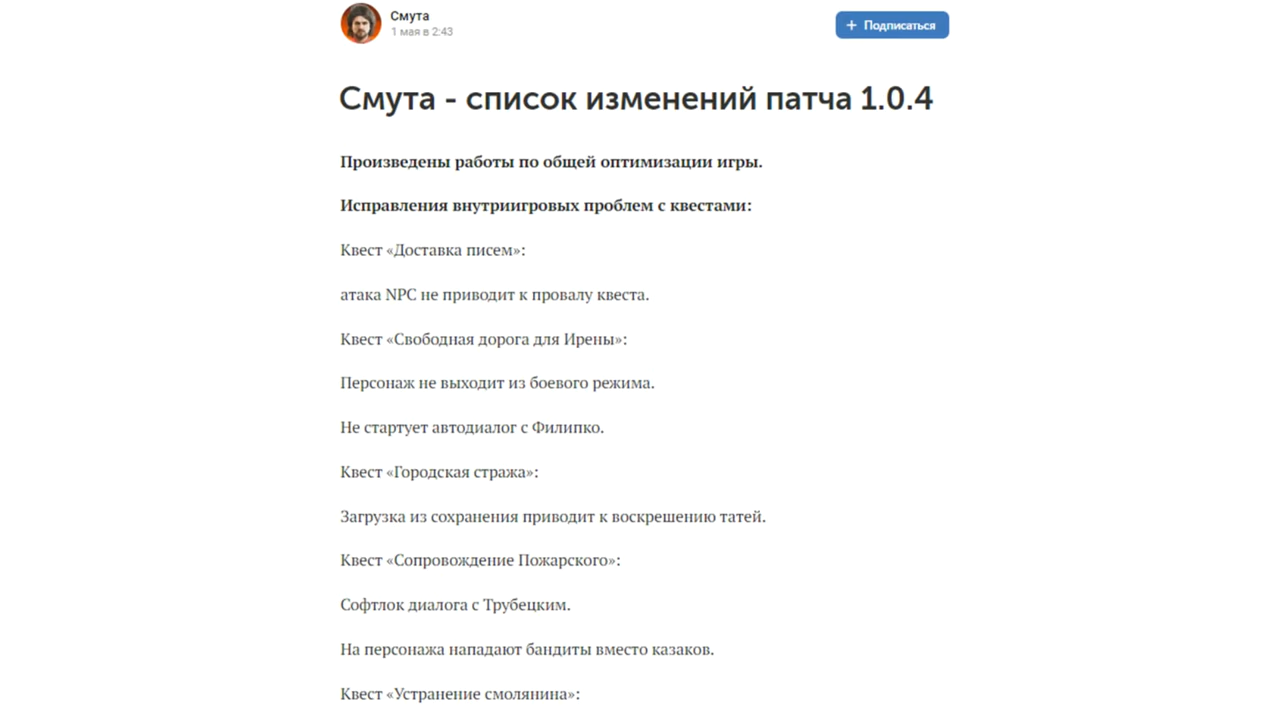 Смута
1 мая в 2:43
+ Подписаться
Смута - список изменений патча 1.0.4
Произведены работы по общей оптимизации игры.
Исправления внутриигровых проблем с квестами:
Квест «Доставка писем»:
атака NPC не приводит к провалу квеста.
Квест «Свободная дорога для Ирены»:
Персонаж не выходит из боевого режима.
Не стартует автодиалог с Филипко.
Квест «Городская стража»:
Загрузка из сохранения приводит к воскрешению татей.
Квест «Сопровождение Пожарского»:
Софтлок диалога с Трубецким.
На персонажа нападают бандиты вместо казаков.
Квест «Устранение смолянина»: